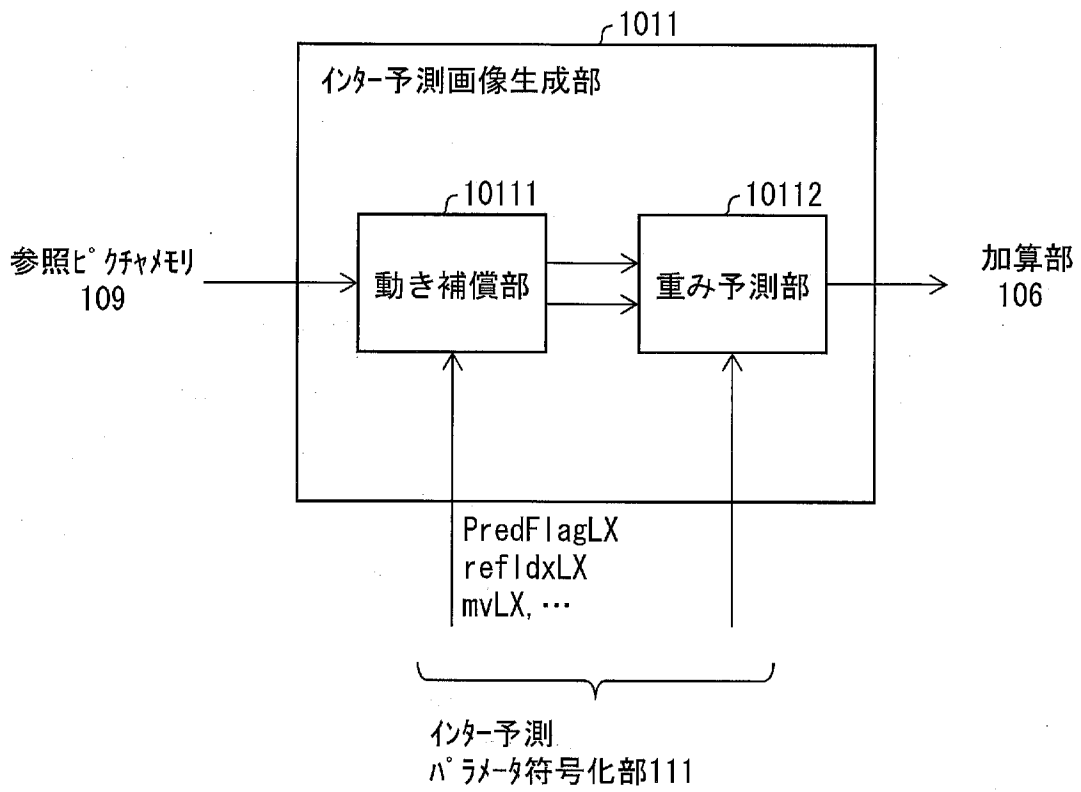 1011
インター予測画像生成部
10111
10112
参照ピクチャメモリ
109
動き補償部
重み予測部
加算部
106
PredFlagLX
refIdxLX
mvLX,…
インター予測
パラメータ符号化部111